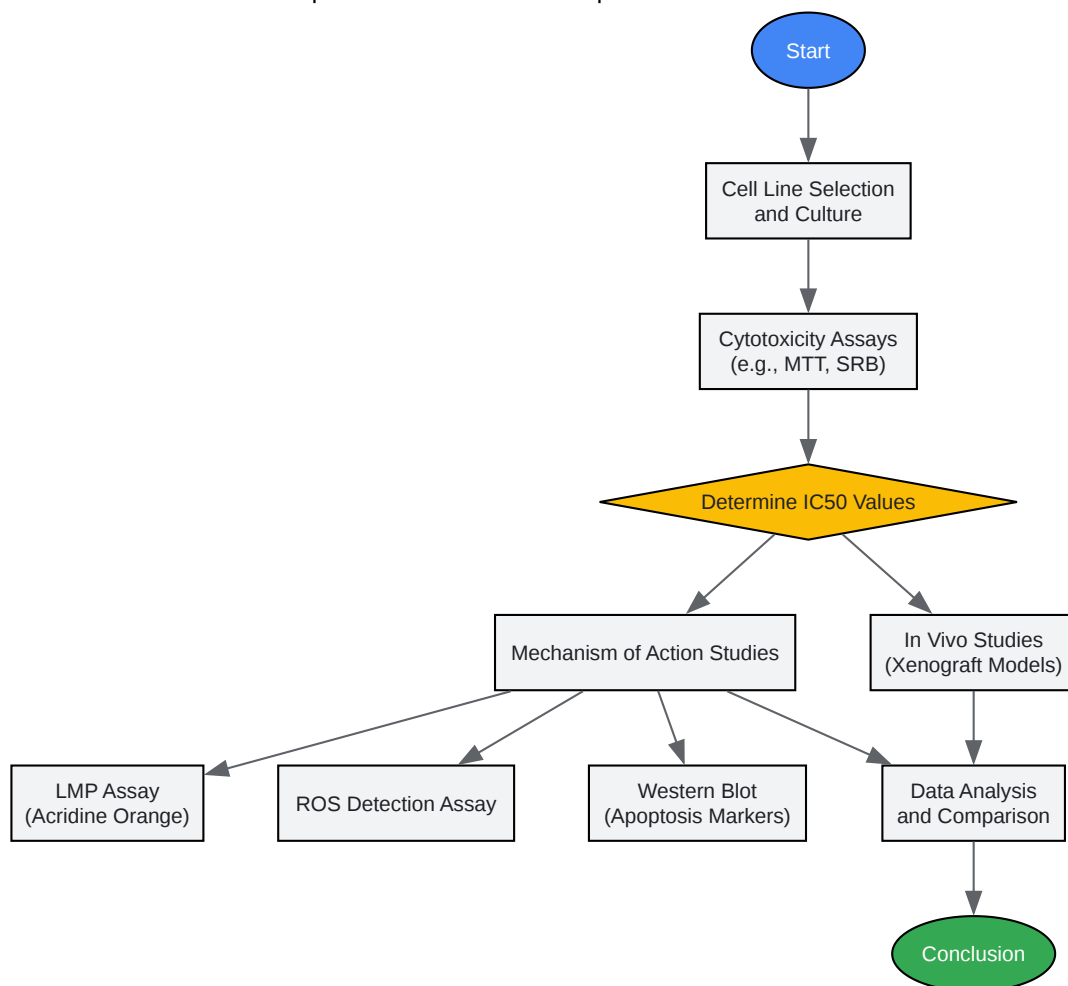 Start
Cell Line Selection
and Culture
Cytotoxicity Assays
(e.g., MTT, SRB)
Determine IC50 Values
Mechanism of Action Studies
In Vivo Studies
(Xenograft Models)
LMP Assay
(Acridine Orange)
ROS Detection Assay
Western Blot
(Apoptosis Markers)
Data Analysis
and Comparison
Conclusion